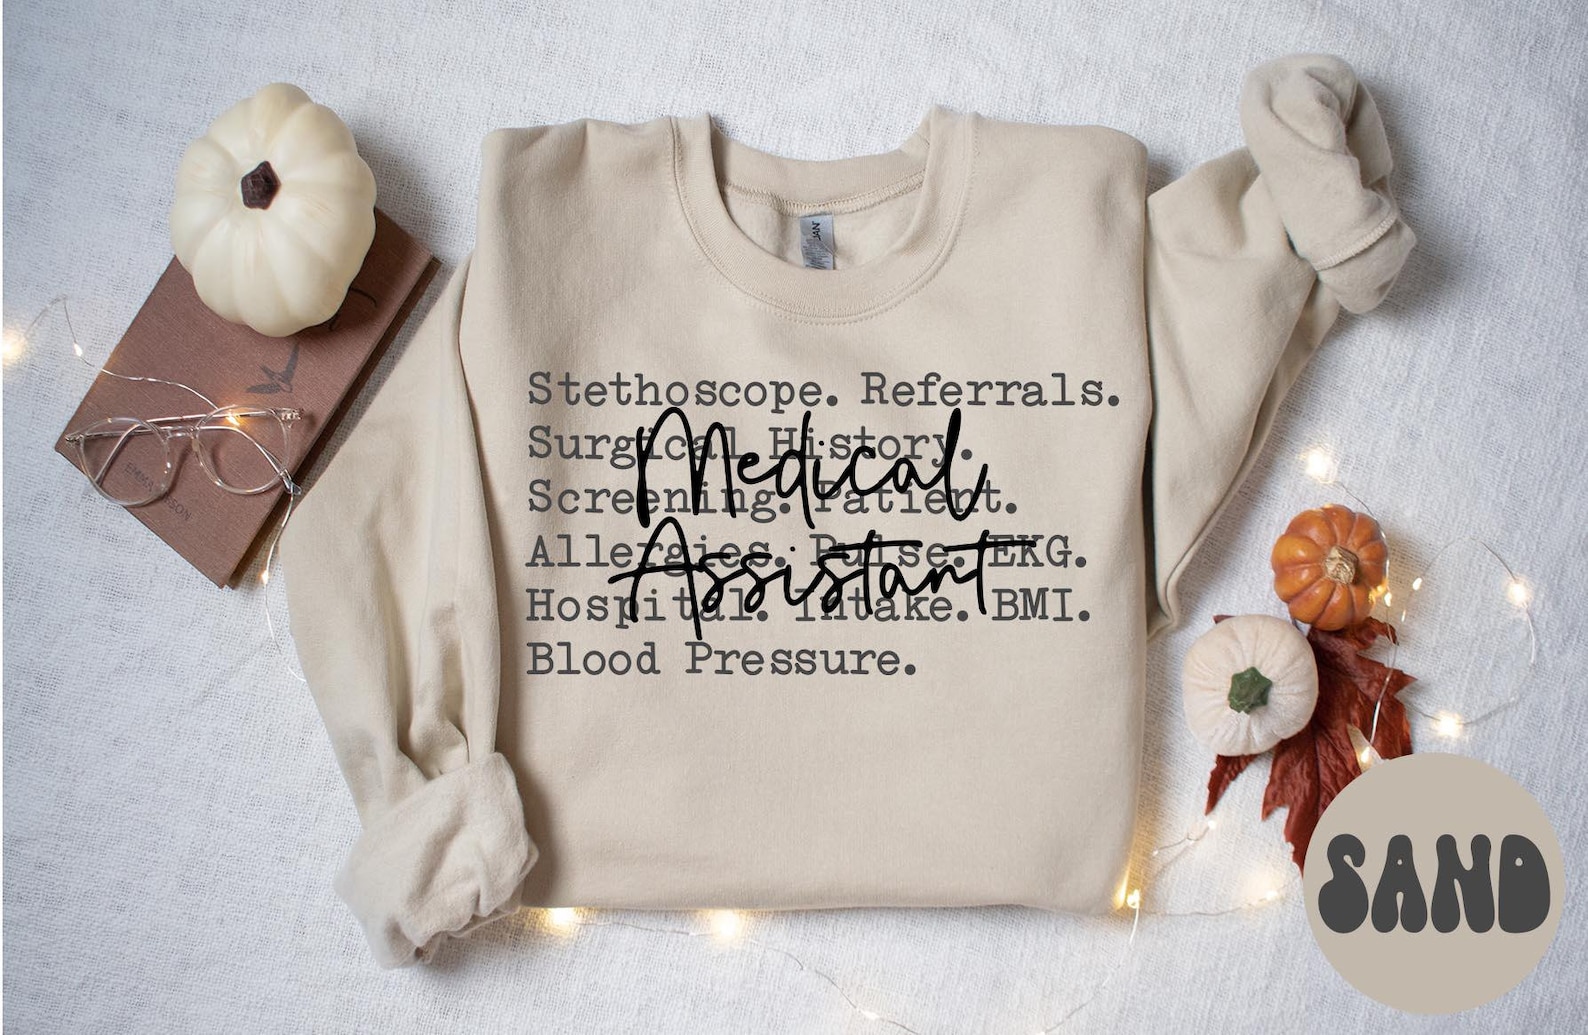 Stethoscope. Referrals.
Surgical History.
Screening. Patient.
Allergies. Pulse. EKG.
Hospital. Intake. BMI.
Blood Pressure.
Medical
Assistant
SAND